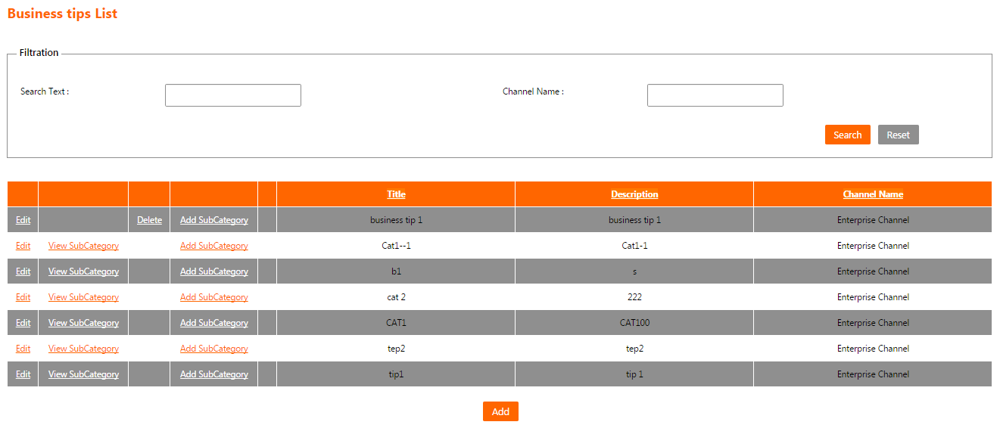 Business tips List
Filtration
Search Text :
Channel Name :
Search Reset
Title Description Channel Name
Edit Delete Add SubCategory business tip 1 business tip 1 Enterprise Channel
Edit View SubCategory Add SubCategory Cat1--1 Cat1-1 Enterprise Channel
Edit View SubCategory Add SubCategory b1 s Enterprise Channel
Edit View SubCategory Add SubCategory cat 2 222 Enterprise Channel
Edit View SubCategory Add SubCategory CAT1 CAT100 Enterprise Channel
Edit View SubCategory Add SubCategory tep2 tep2 Enterprise Channel
Edit View SubCategory Add SubCategory tip1 tip 1 Enterprise Channel
Add